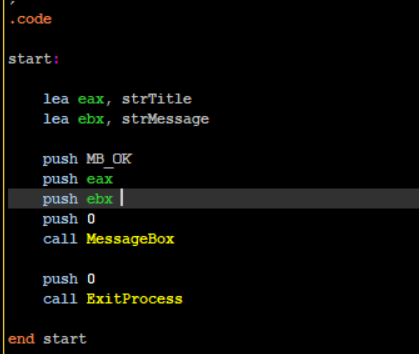 .code
start:
lea eax, strTitle
lea ebx, strMessage
push MB_OK
push eax
push ebx
push 0
call MessageBox
push 0
call ExitProcess
end start